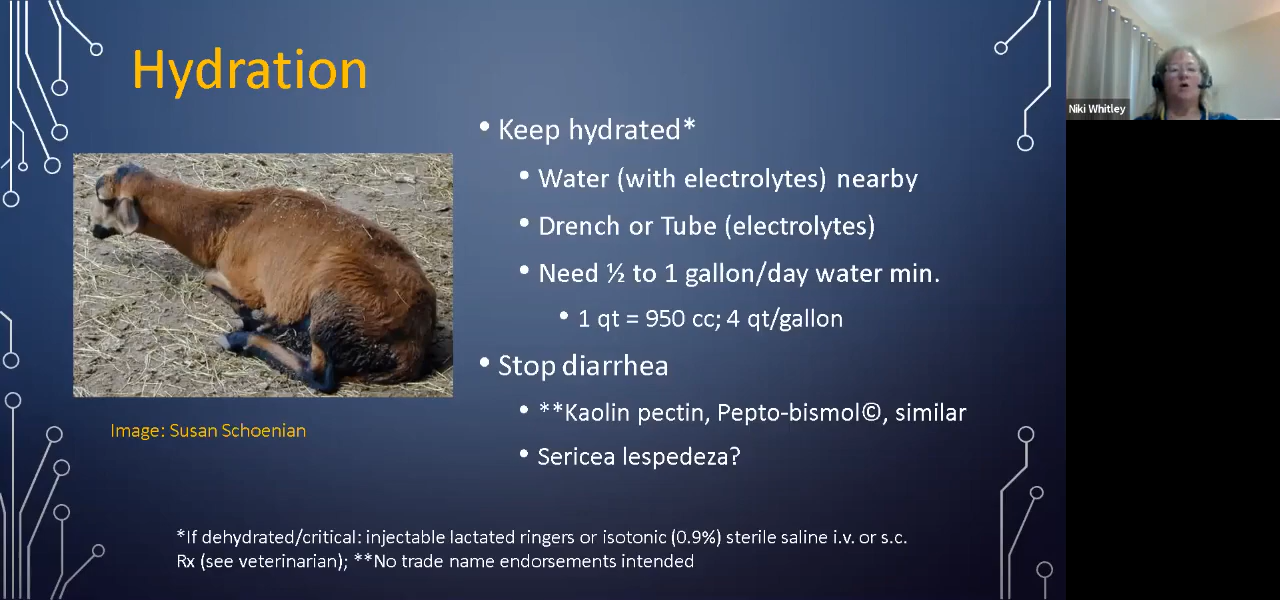 Hydration
Keep hydrated*
Water (with electrolytes) nearby
Drench or Tube (electrolytes)
Need ½ to 1 gallon/day water min.
1 qt = 950 cc; 4 qt/gallon
Stop diarrhea
**Kaolin pectin, Pepto-bismol©, similar
Sericea lespedeza?
Image: Susan Schoenian
*If dehydrated/critical: injectable lactated ringers or isotonic (0.9%) sterile saline i.v. or s.c.
Rx (see veterinarian); **No trade name endorsements intended
Niki Whitley